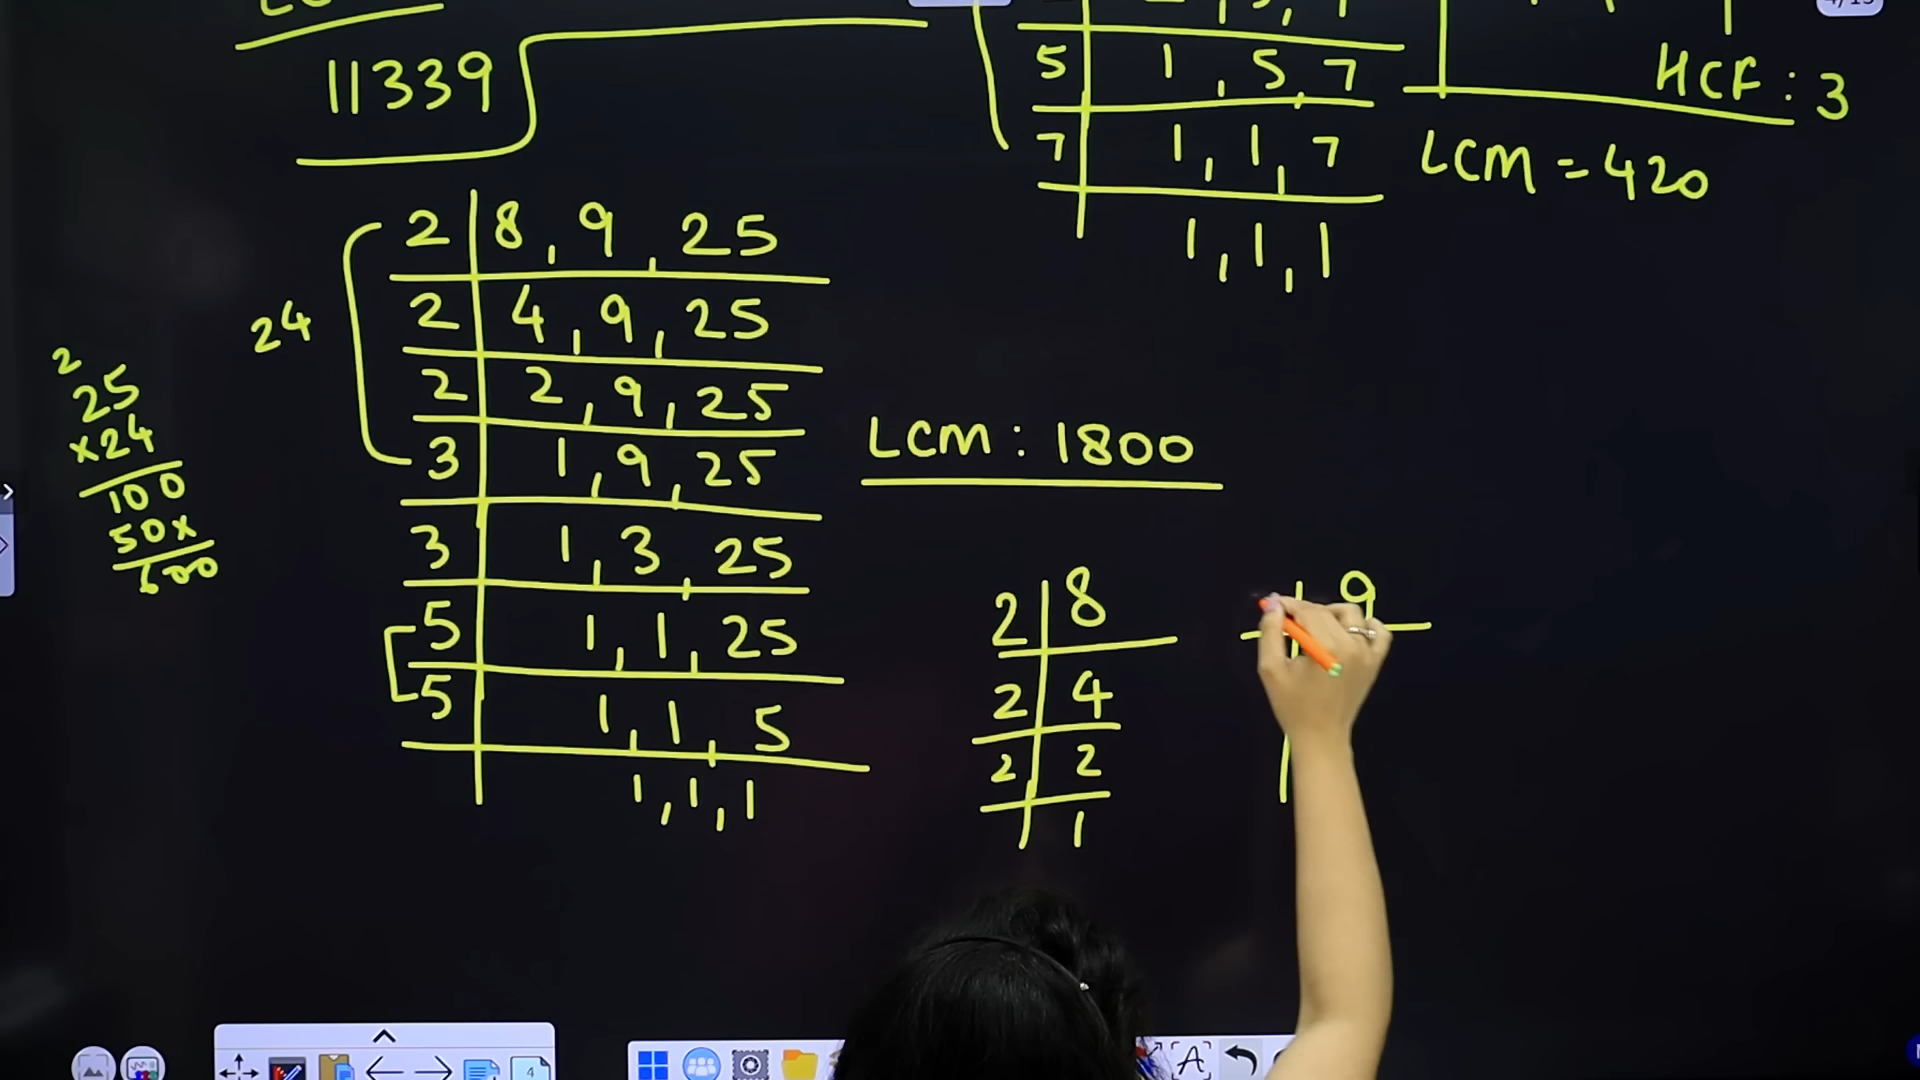 11339
5 | 1, 5, 7
7 | 1, 1, 7
1, 1, 1
HCF : 3
LCM = 420
2 | 8, 9, 25
2 | 4, 9, 25
2 | 2, 9, 25
3 | 1, 9, 25
3 | 1, 3, 25
5 | 1, 1, 25
5 | 1, 1, 5
1, 1, 1
24
2
25
x24
100
50x
600
LCM : 1800
2 | 8
2 | 4
2 | 2
1
9
4
A